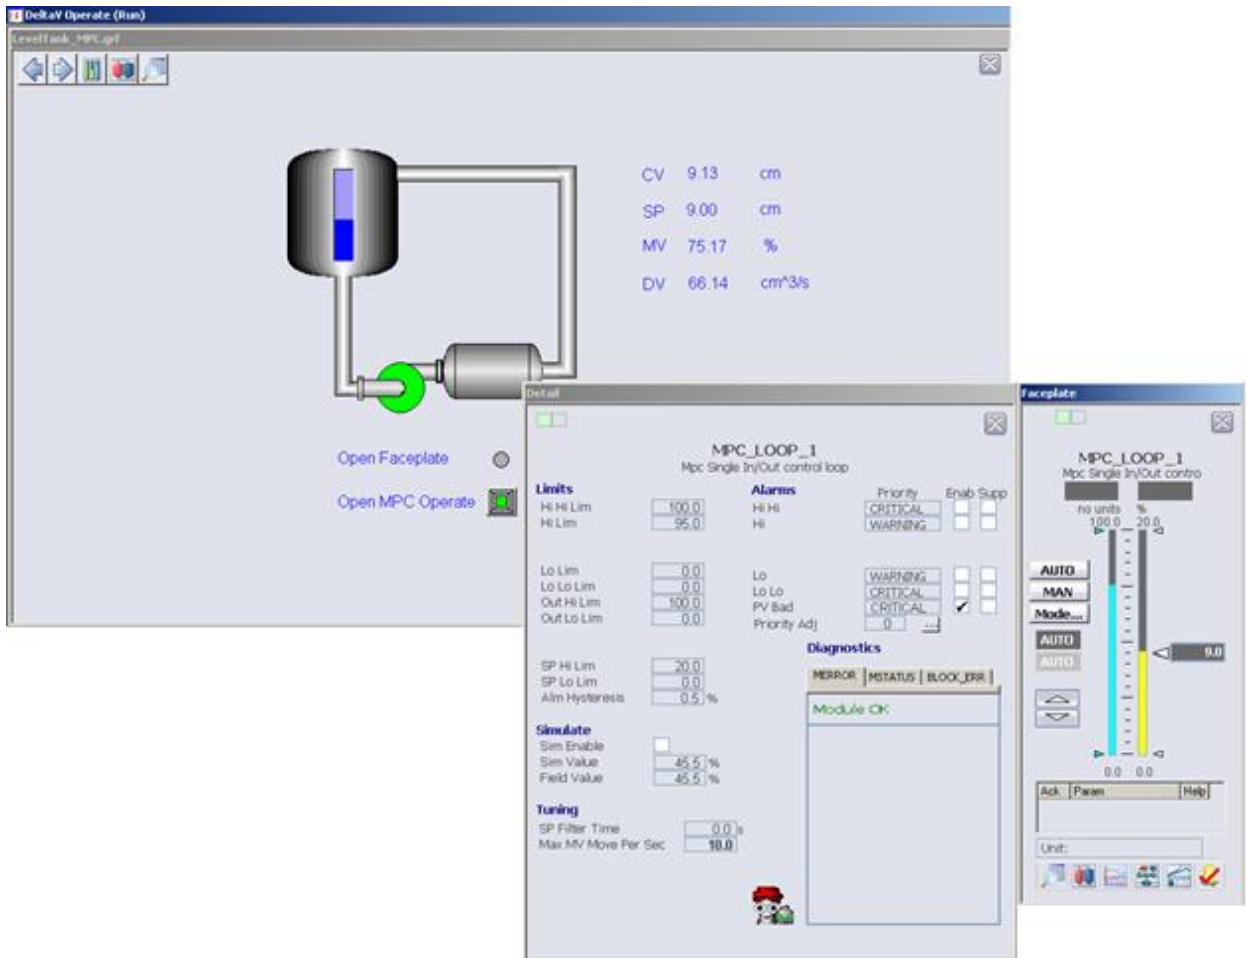 DeltaV Operate (Run)
LevelTank_MPC.grf
CV 9.13 cm
SP 9.00 cm
MV 75.17 %
DV 66.14 cm^3/s
Open Faceplate
Open MPC Operate
Detail
MPC_LOOP_1
Mpc Single In/Out control loop
Limits
Hi Hi Lim 100.0
Hi Lim 95.0
Lo Lim 0.0
Lo Lo Lim 0.0
Out Hi Lim 100.0
Out Lo Lim 0.0
SP Hi Lim 20.0
SP Lo Lim 0.0
Alm Hysteresis 0.5 %
Simulate
Sim Enable
Sim Value 45.5 %
Field Value 45.5 %
Tuning
SP Filter Time 0.0 s
Max MV Move Per Sec 10.0
Alarms Priority Enab Supp
Hi Hi CRITICAL
Hi WARNING
Lo WARNING
Lo Lo CRITICAL
PV Bad CRITICAL
Priority Adj 0 ...
Diagnostics
MERROR MSTATUS BLOCK_ERR
Module OK
Faceplate
MPC_LOOP_1
Mpc Single In/Out contro
no units %
100.0 20.0
AUTO
MAN
Mode...
AUTO
AUTO
9.0
0.0 0.0
Ack Param Help
Unit: